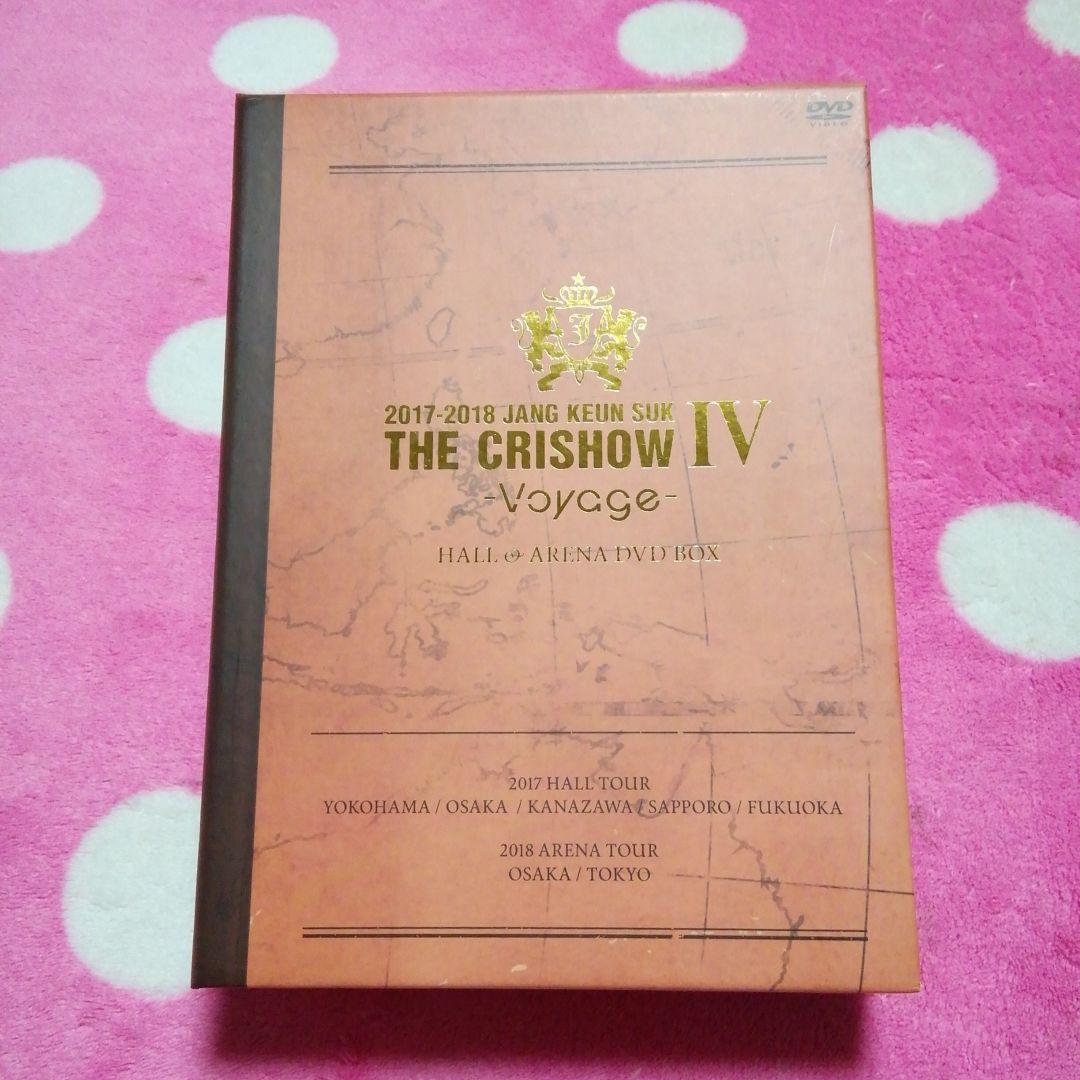 DVD
VIDEO
J
2017-2018 JANG KEUN SUK
THE CRISHOW IV
-Voyage-
HALL & ARENA DVD BOX
2017 HALL TOUR
YOKOHAMA / OSAKA / KANAZAWA / SAPPORO / FUKUOKA
2018 ARENA TOUR
OSAKA / TOKYO